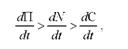 dΠ/dt > dN/dt > dC/dt,